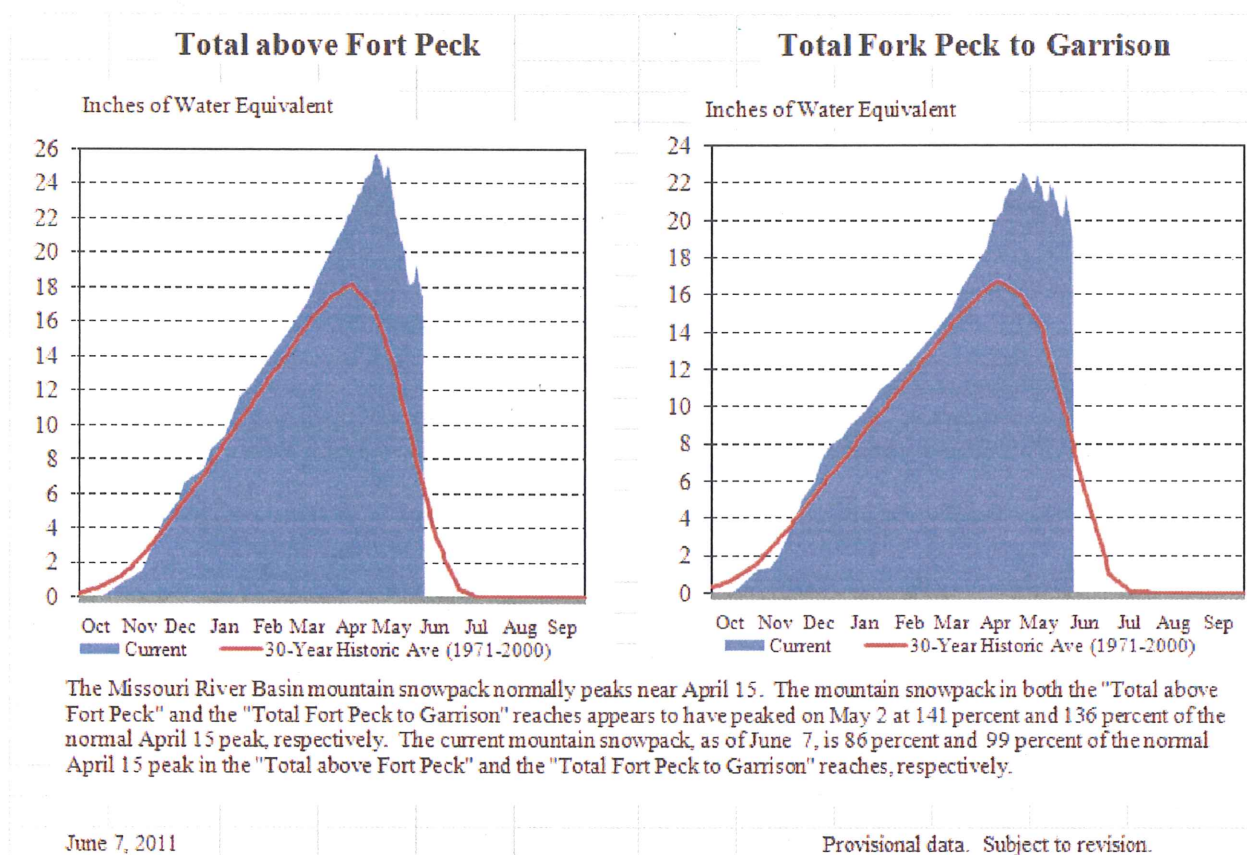 Total above Fort Peck
Inches of Water Equivalent
26
24
22
20
18
16
14
12
10
8
6
4
2
0
Oct Nov Dec Jan Feb Mar Apr May Jun Jul Aug Sep
Current 30-Year Historic Ave (1971-2000)
Total Fork Peck to Garrison
Inches of Water Equivalent
24
22
20
18
16
14
12
10
8
6
4
2
0
Oct Nov Dec Jan Feb Mar Apr May Jun Jul Aug Sep
Current 30-Year Historic Ave (1971-2000)
The Missouri River Basin mountain snowpack normally peaks near April 15. The mountain snowpack in both the "Total above
Fort Peck" and the "Total Fort Peck to Garrison" reaches appears to have peaked on May 2 at 141 percent and 136 percent of the
normal April 15 peak, respectively. The current mountain snowpack, as of June 7, is 86 percent and 99 percent of the normal
April 15 peak in the "Total above Fort Peck" and the "Total Fort Peck to Garrison" reaches, respectively.
June 7, 2011
Provisional data. Subject to revision.